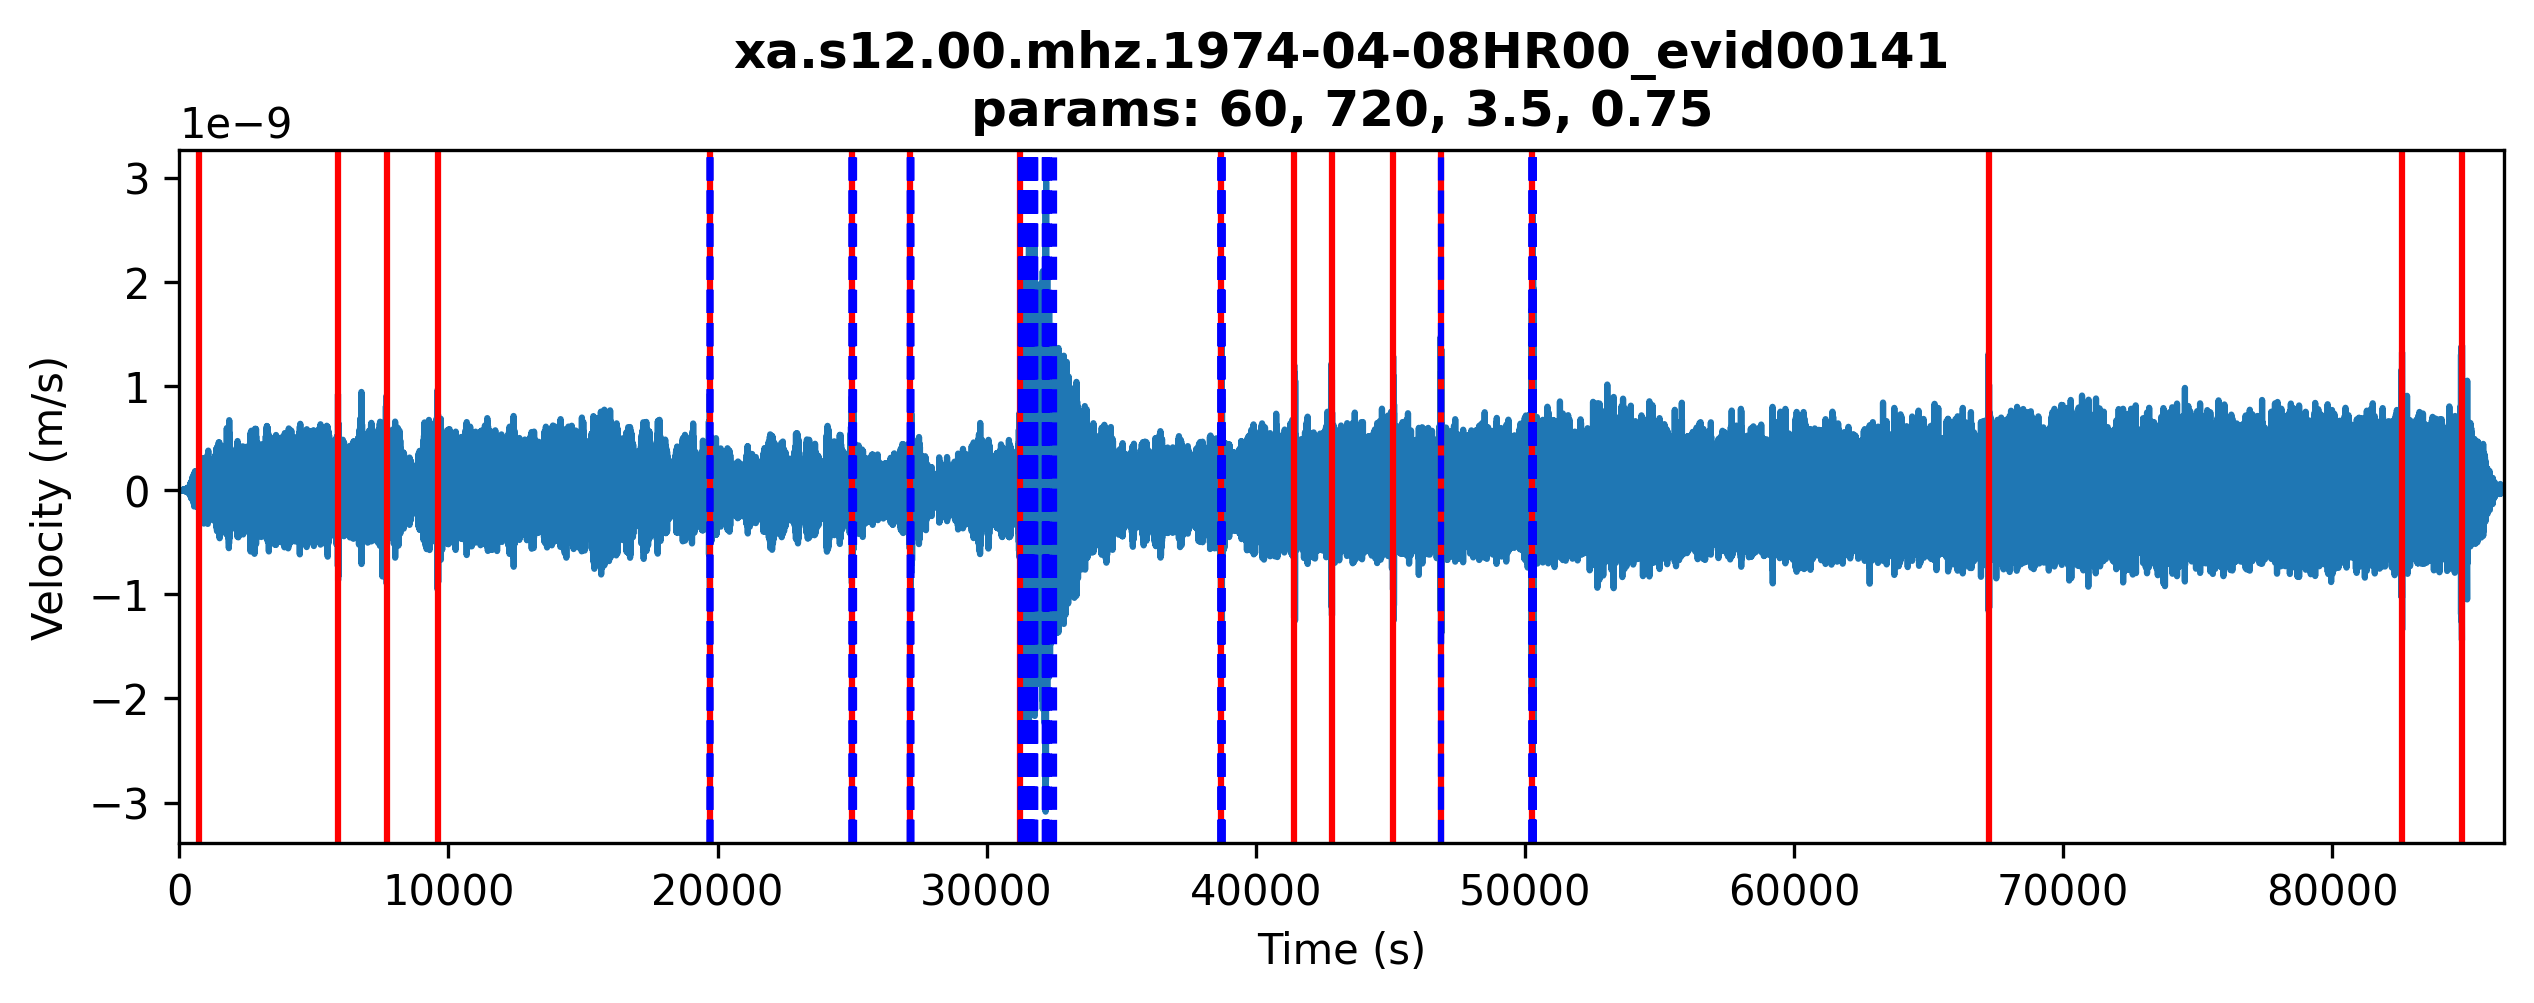 xa.s12.00.mhz.1974-04-08HR00_evid00141
params: 60, 720, 3.5, 0.75
1e−9
3
2
1
0
−1
−2
−3
Velocity (m/s)
0 10000 20000 30000 40000 50000 60000 70000 80000
Time (s)